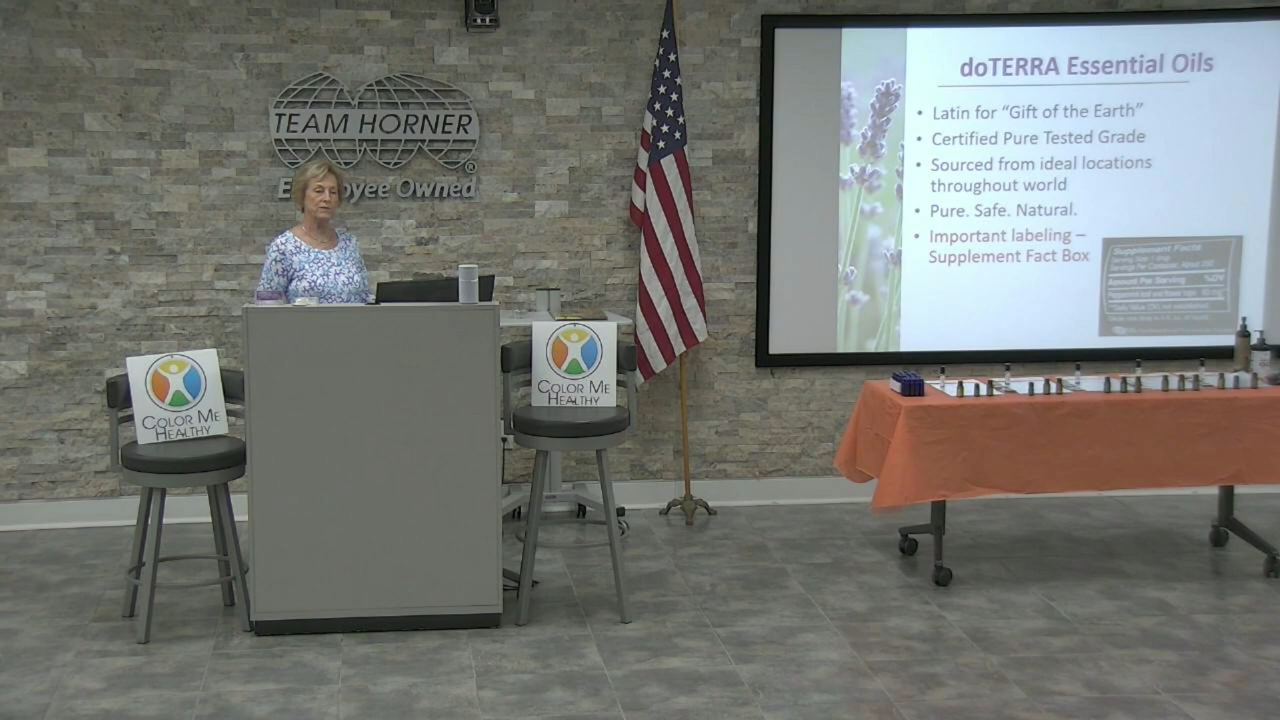 TEAM HORNER
®
Employee Owned
COLOR ME
HEALTHY
COLOR ME
HEALTHY
doTERRA Essential Oils
• Latin for "Gift of the Earth"
• Certified Pure Tested Grade
• Sourced from ideal locations
throughout world
• Pure. Safe. Natural.
• Important labeling –
Supplement Fact Box
Supplement Facts
Amount Per Serving
%DV